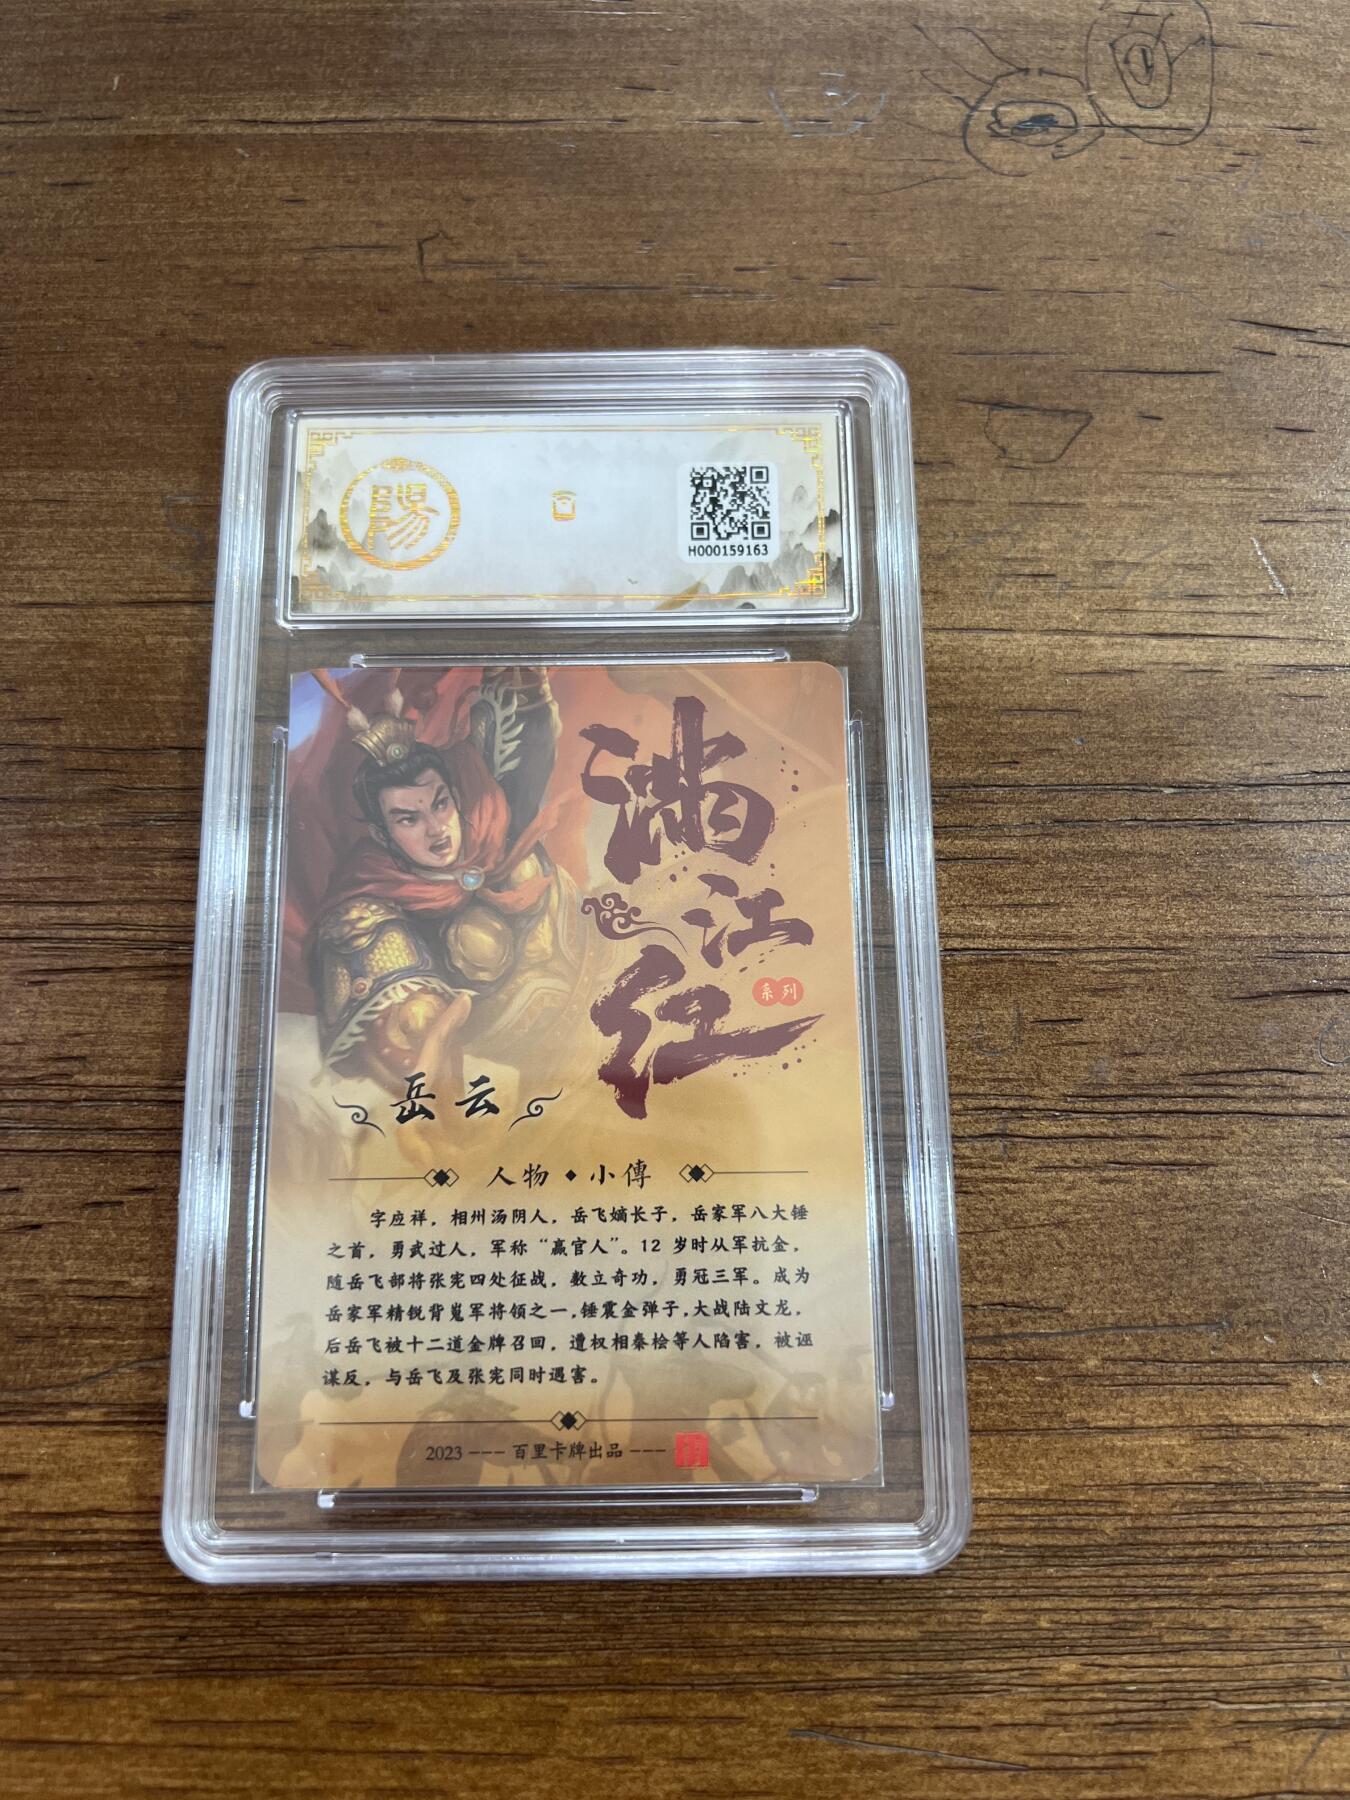 陽
H000159163
满江红
系列
岳云
人物◆小傳
字应祥，相州汤阴人，岳飞嫡长子，岳家军八大锤
之首，勇武过人，军称“赢官人”。12 岁时从军抗金，
随岳飞部将张宪四处征战，数立奇功，勇冠三军。成为
岳家军精锐背嵬军将领之一,锤震金弹子,大战陆文龙，
后岳飞被十二道金牌召回，遭权相秦桧等人陷害，被诬
谋反，与岳飞及张宪同时遇害。
2023 --- 百里卡牌出品 ---